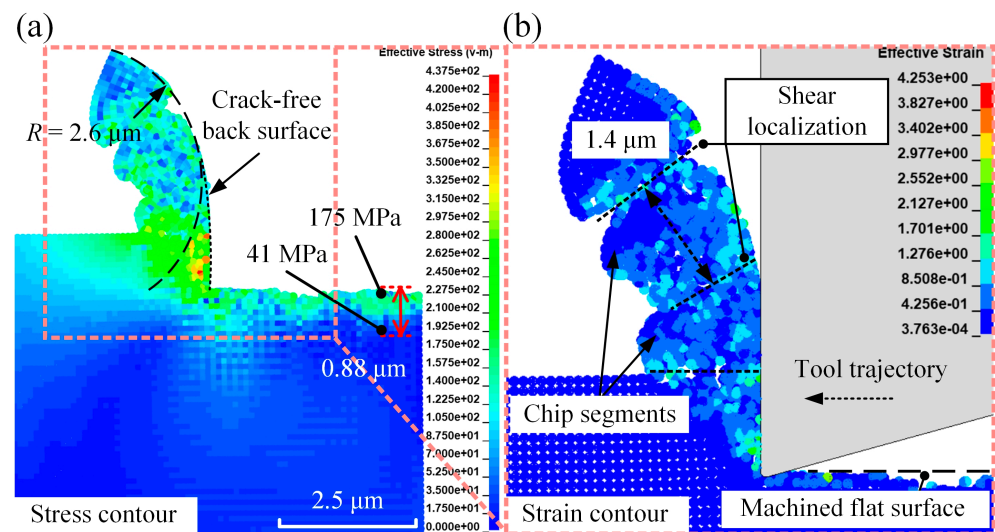 (a)
Effective Stress (v-m)
4.375e+02
4.200e+02
4.025e+02
3.850e+02
3.675e+02
3.500e+02
3.325e+02
3.150e+02
2.975e+02
2.800e+02
2.625e+02
2.450e+02
2.275e+02
2.100e+02
1.925e+02
1.750e+02
1.575e+02
1.400e+02
1.225e+02
1.050e+02
8.750e+01
7.000e+01
5.250e+01
3.500e+01
1.750e+01
0.000e+00
Crack-free
back surface
R = 2.6 µm
175 MPa
41 MPa
0.88 µm
2.5 µm
Stress contour
(b)
Effective Strain
4.253e+00
3.827e+00
3.402e+00
2.977e+00
2.552e+00
2.127e+00
1.701e+00
1.276e+00
8.508e-01
4.256e-01
3.763e-04
Shear
localization
1.4 µm
Tool trajectory
Chip segments
Machined flat surface
Strain contour